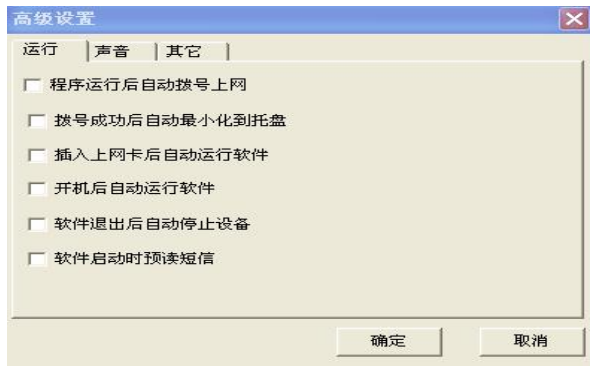 高级设置
运行 声音 其它
程序运行后自动拨号上网
拨号成功后自动最小化到托盘
插入上网卡后自动运行软件
开机后自动运行软件
软件退出后自动停止设备
软件启动时预读短信
确定 取消